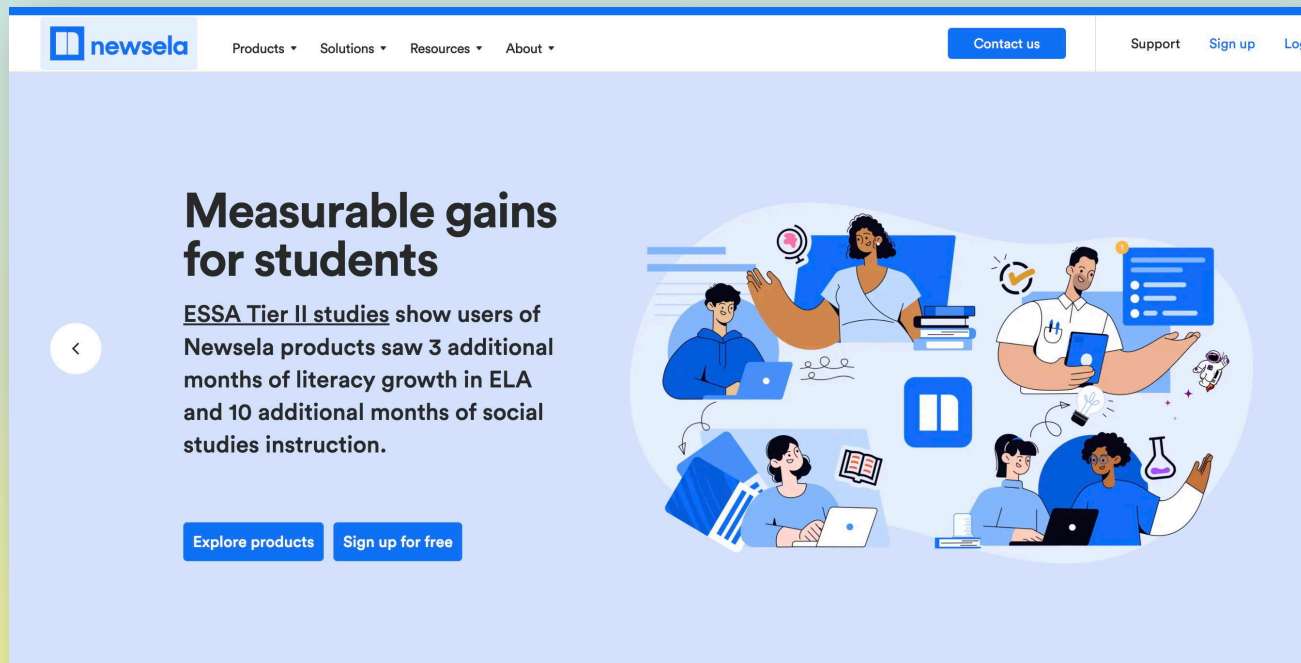 newsela
Products Solutions Resources About
Contact us
Support Sign up
Measurable gains
for students
ESSA Tier II studies show users of
Newsela products saw 3 additional
months of literacy growth in ELA
and 10 additional months of social
studies instruction.
Explore products Sign up for free
1